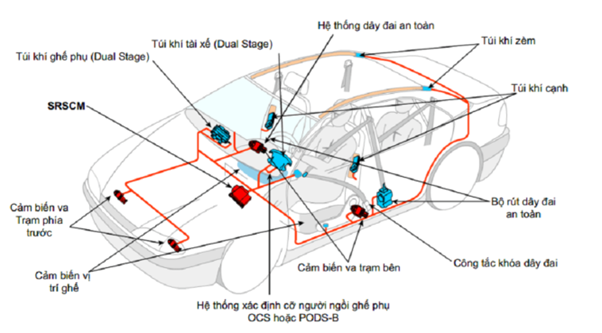 Hệ thống dây đai an toàn
Túi khí tài xế (Dual Stage)
Túi khí ghế phụ (Dual Stage)
Túi khí zèm
Túi khí cạnh
SRSCM
Cảm biến va
Trạm phía
trước
Cảm biến vị
trí ghế
Hệ thống xác định cỡ người ngồi ghế phụ
OCS hoặc PODS-B
Cảm biến va trạm bên
Công tắc khóa dây đai
Bộ rút dây đai
an toàn